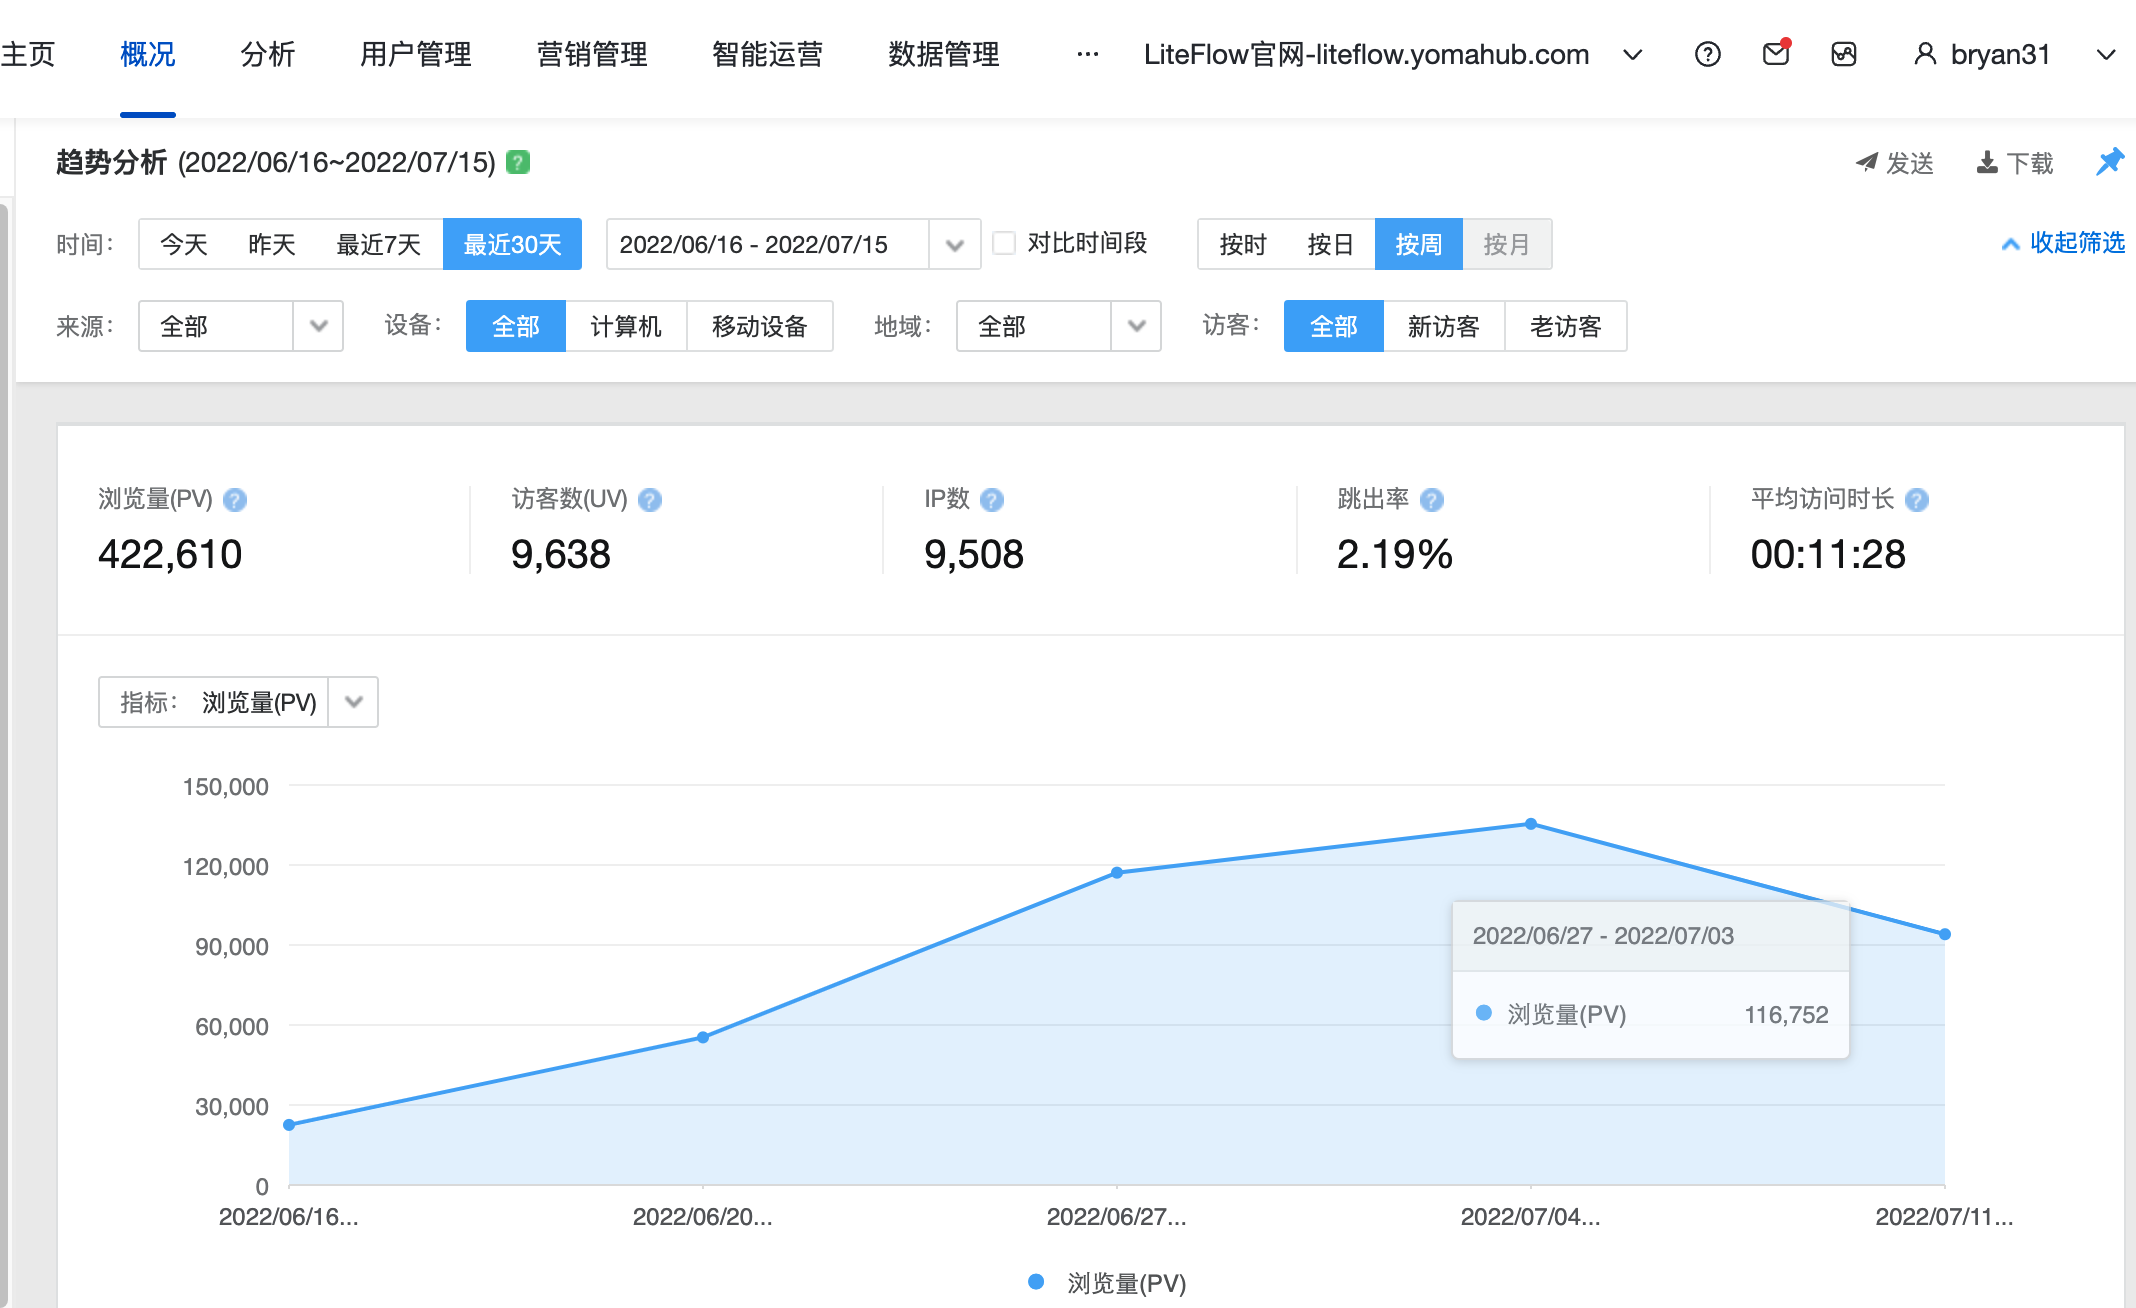 主页 概况 分析 用户管理 营销管理 智能运营 数据管理 ··· LiteFlow官网-liteflow.yomahub.com bryan31
趋势分析 (2022/06/16~2022/07/15) ? 发送 下载
时间： 今天 昨天 最近7天 最近30天 2022/06/16 - 2022/07/15 对比时间段 按时 按日 按周 按月 收起筛选
来源： 全部 设备： 全部 计算机 移动设备 地域： 全部 访客： 全部 新访客 老访客
浏览量(PV) ? 访客数(UV) ? IP数 ? 跳出率 ? 平均访问时长 ?
422,610 9,638 9,508 2.19% 00:11:28
指标： 浏览量(PV)
150,000
120,000
90,000
60,000
30,000
0
2022/06/27 - 2022/07/03
浏览量(PV) 116,752
2022/06/16... 2022/06/20... 2022/06/27... 2022/07/04... 2022/07/11...
浏览量(PV)